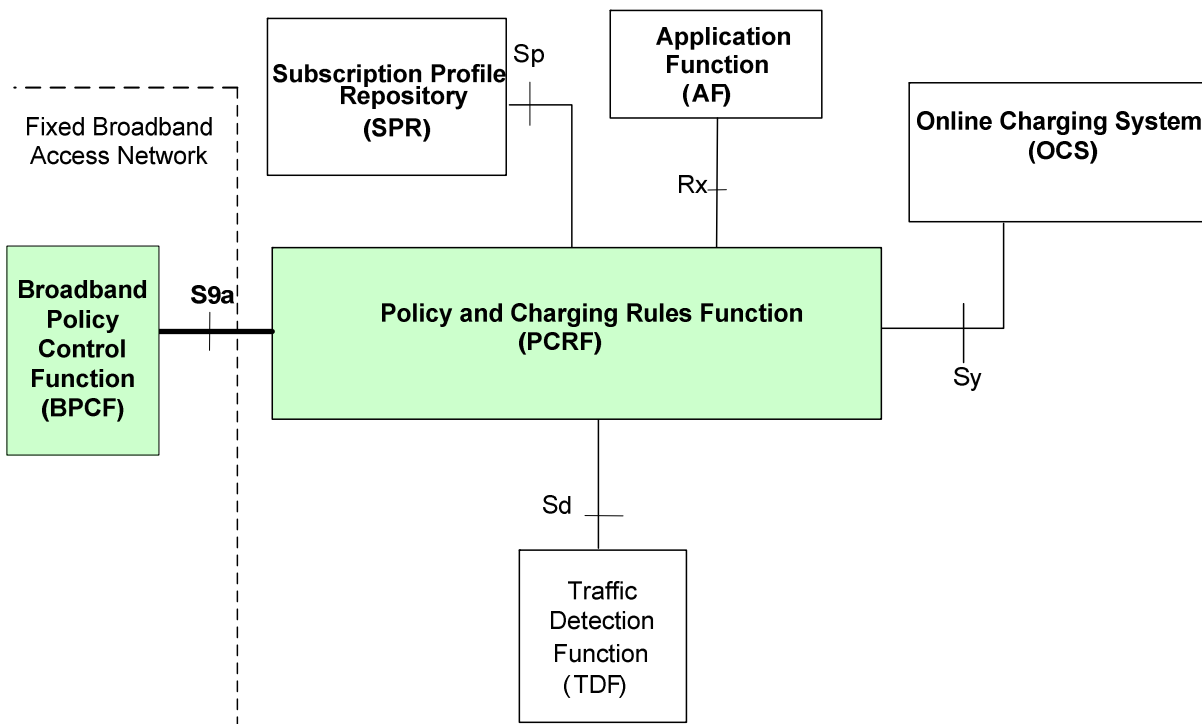 Sp
Subscription Profile
Repository
(SPR)
Application
Function
(AF)
Online Charging System
(OCS)
Fixed Broadband
Access Network
Rx
Broadband
Policy
Control
Function
(BPCF)
S9a
Policy and Charging Rules Function
(PCRF)
Sy
Sd
Traffic
Detection
Function
(TDF)